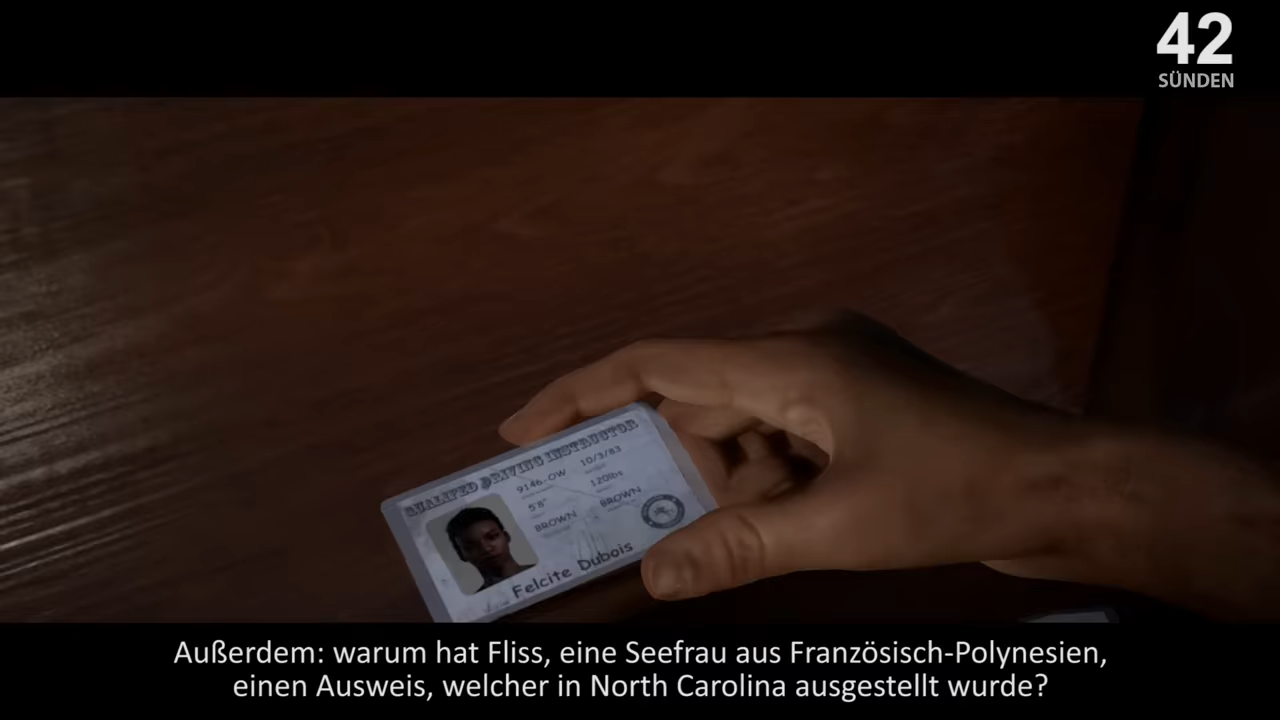 42
SÜNDEN
QUALIFED DRIVING INSTRUCTOR
9146.OW 10/3/83
5'8" 120lbs
BROWN BROWN
Felcite Dubois
Außerdem: warum hat Fliss, eine Seefrau aus Französisch-Polynesien,
einen Ausweis, welcher in North Carolina ausgestellt wurde?